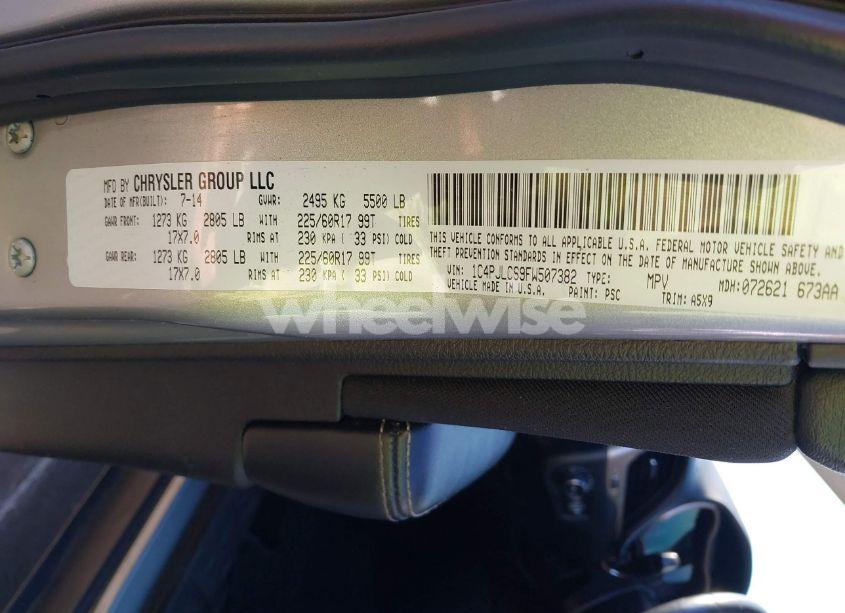 MFD BY CHRYSLER GROUP LLC
DATE OF MFR(BUILT): 7-14 GVWR: 2495 KG 5500 LB
GAWR FRONT: 1273 KG 2805 LB WITH 225/60R17 99T TIRES
17X7.0 RIMS AT 230 KPA ( 33 PSI) COLD
GAWR REAR: 1273 KG 2805 LB WITH 225/60R17 99T TIRES
17X7.0 RIMS AT 230 KPA ( 33 PSI) COLD
THIS VEHICLE CONFORMS TO ALL APPLICABLE U.S.A. FEDERAL MOTOR VEHICLE SAFETY AND
THEFT PREVENTION STANDARDS IN EFFECT ON THE DATE OF MANUFACTURE SHOWN ABOVE.
VIN: 1C4PJLCS9FW507382 TYPE: MPV MDH: 072621 673AA
VEHICLE MADE IN U.S.A. PAINT: PSC TRIM: A5X9
wheelwise